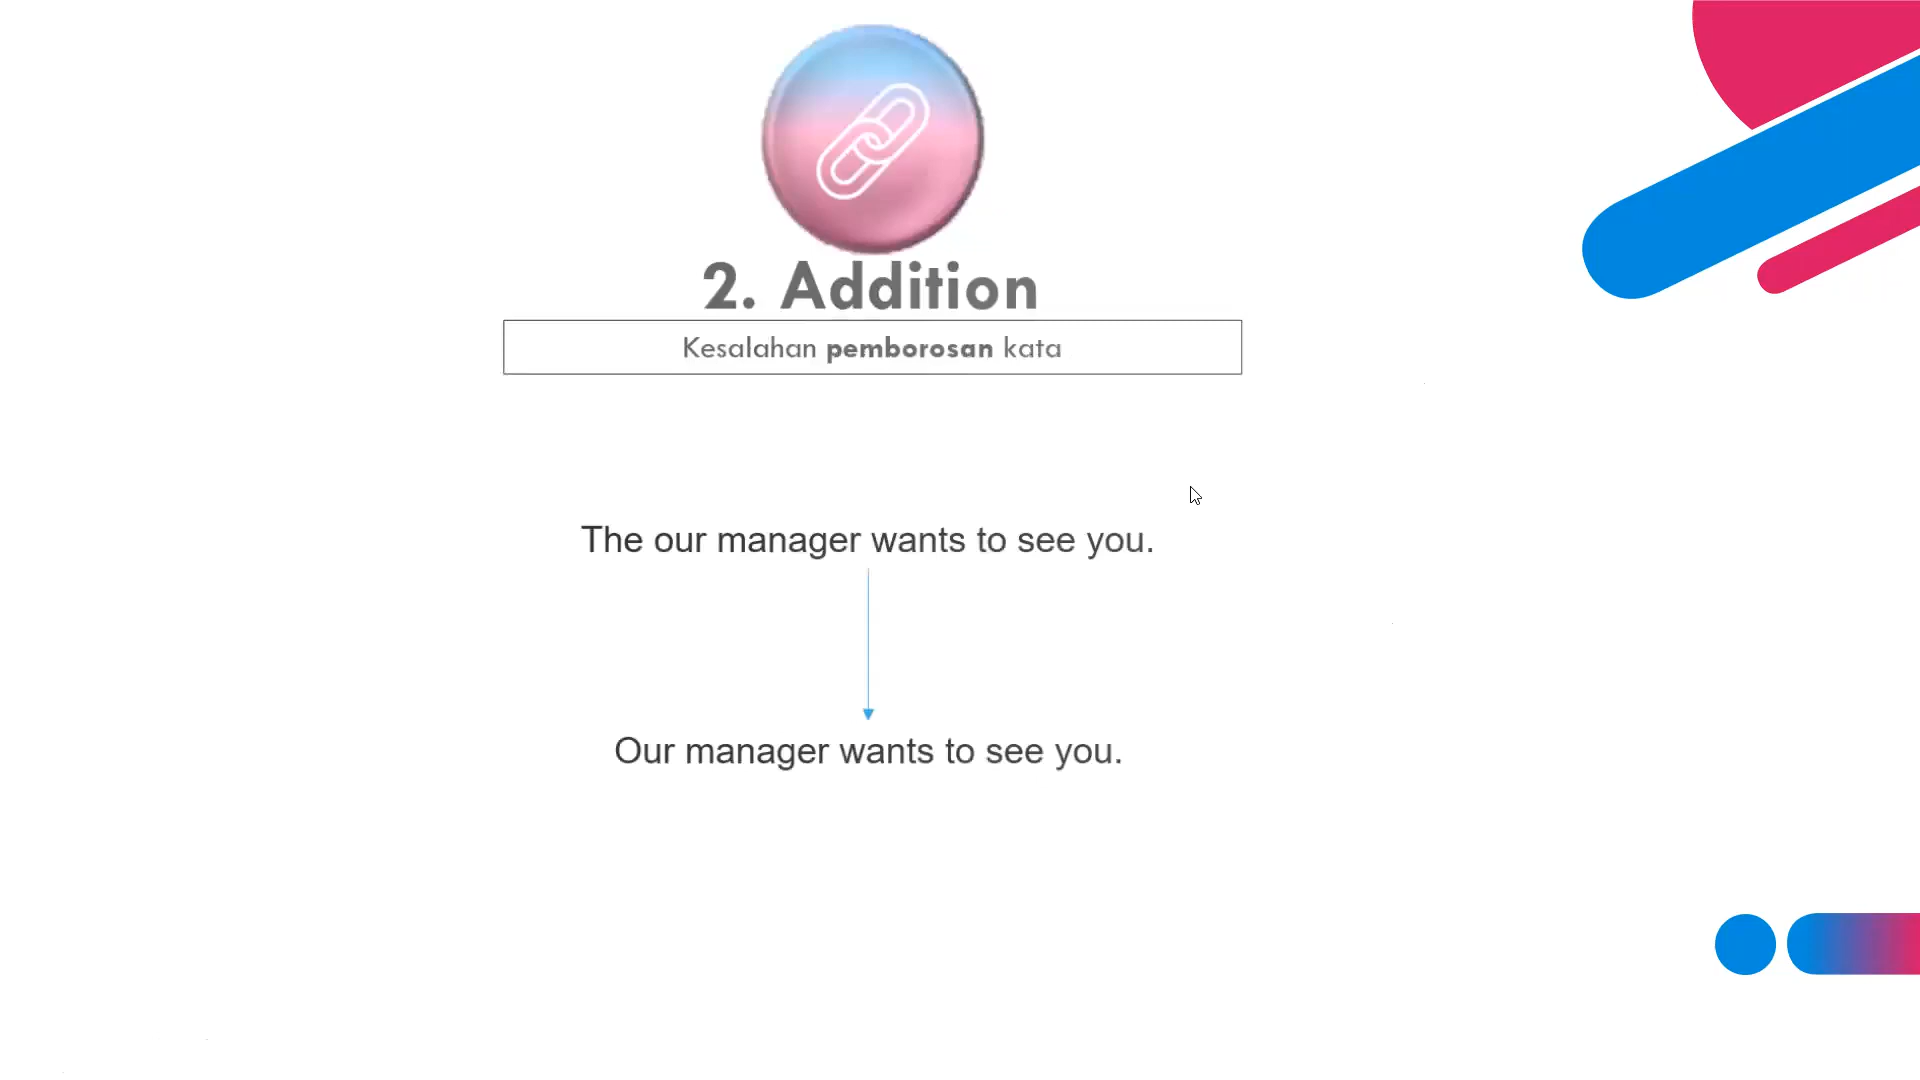 2. Addition
Kesalahan pemborosan kata
The our manager wants to see you.
Our manager wants to see you.